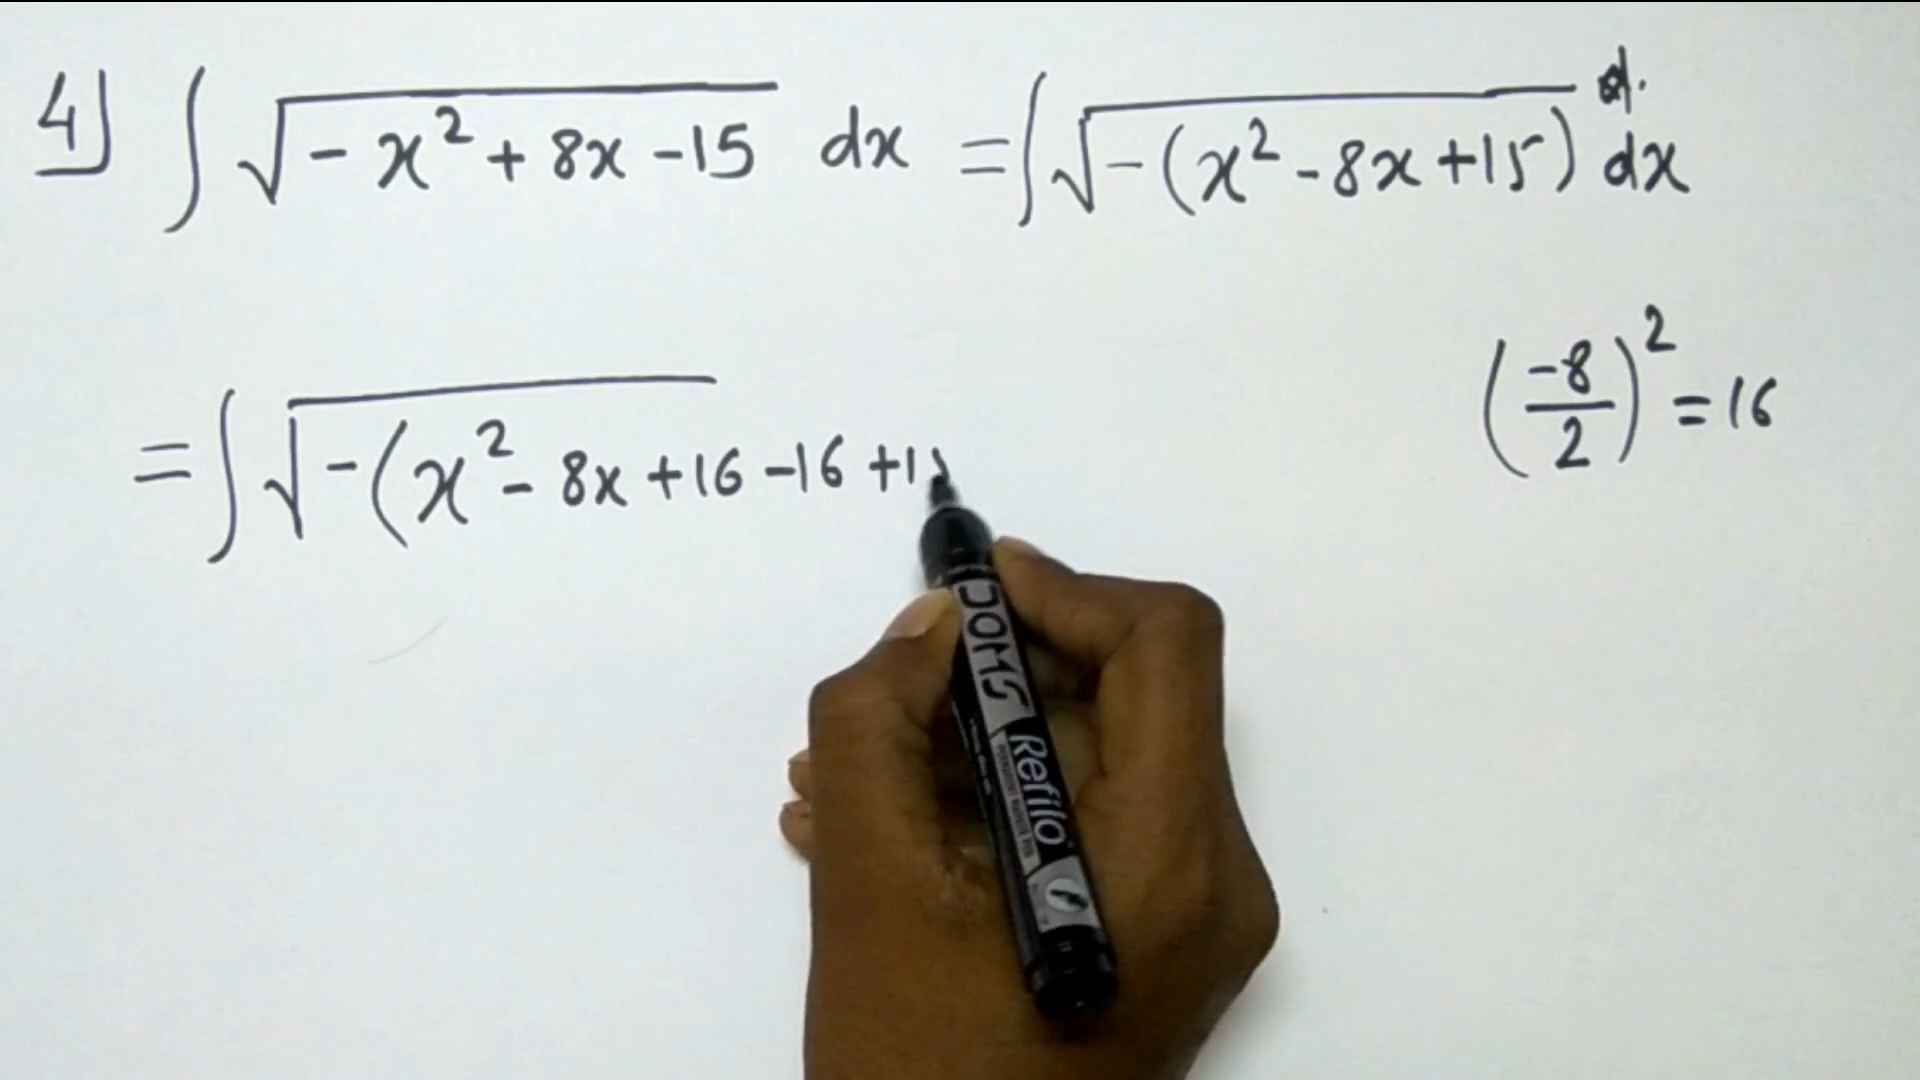 4) ∫ √(-x² + 8x - 15) dx = ∫ √(-(x² - 8x + 15)) dx
(-8/2)² = 16
= ∫ √(-(x² - 8x + 16 - 16 + 1
DOMS
Refilo